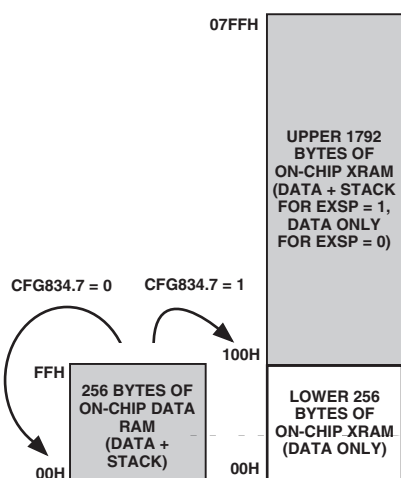 07FFH
UPPER 1792
BYTES OF
ON-CHIP XRAM
(DATA + STACK
FOR EXSP = 1,
DATA ONLY
FOR EXSP = 0)
CFG834.7 = 0
CFG834.7 = 1
100H
FFH
256 BYTES OF
ON-CHIP DATA
RAM
(DATA +
STACK)
00H
LOWER 256
BYTES OF
ON-CHIP XRAM
(DATA ONLY)
00H